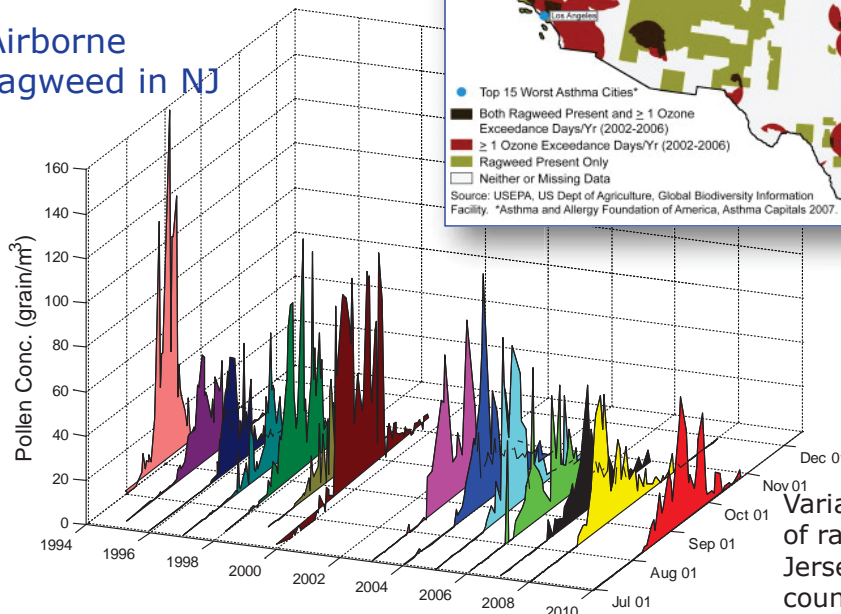 Airborne
Ragweed in NJ
Los Angeles
Top 15 Worst Asthma Cities*
Both Ragweed Present and ≥ 1 Ozone
Exceedance Days/Yr (2002-2006)
≥ 1 Ozone Exceedance Days/Yr (2002-2006)
Ragweed Present Only
Neither or Missing Data
Source: USEPA, US Dept of Agriculture, Global Biodiversity Information
Facility. *Asthma and Allergy Foundation of America, Asthma Capitals 2007.
Pollen Conc. (grain/m³)
160
140
120
100
80
60
40
20
0
1994
1996
1998
2000
2002
2004
2006
2008
2010
Jul 01
Aug 01
Sep 01
Oct 01
Nov 01
Dec 0
Varia
of ra
Jerse
coun